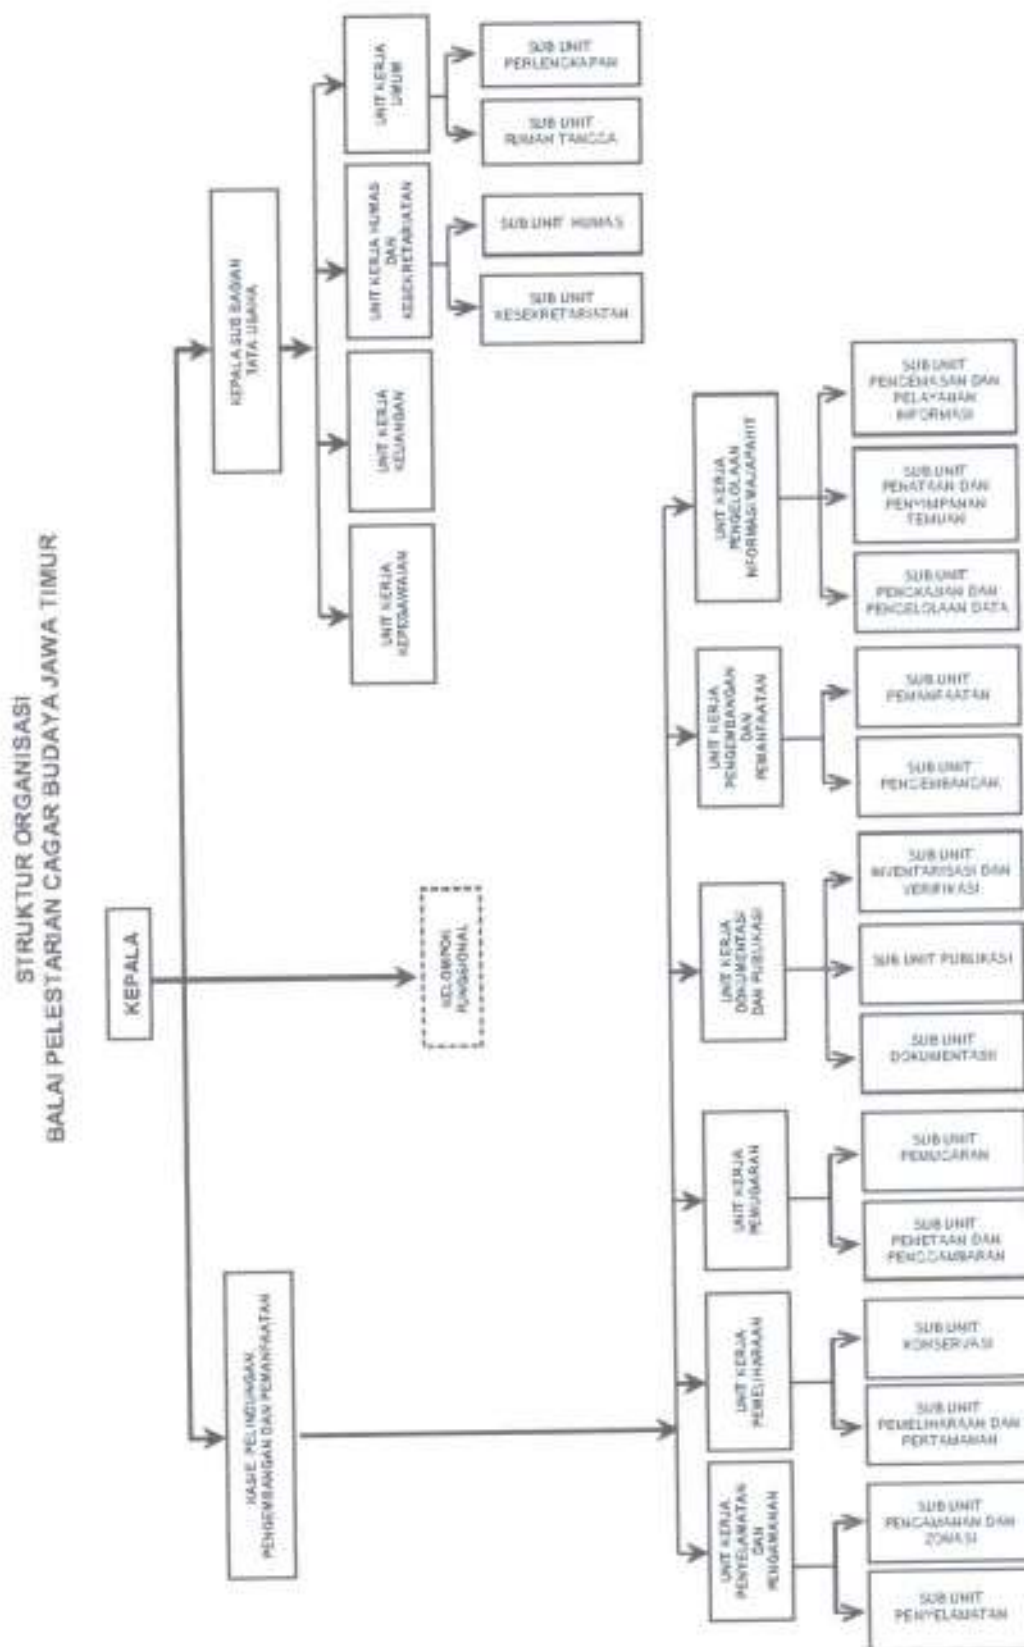 STRUKTUR ORGANISASI
BALAI PELESTARIAN CAGAR BUDAYA JAWA TIMUR
KEPALA
KASIE. PELINDUNGAN,
PENGEMBANGAN DAN PEMANFAATAN
KEPALA SUB BAGIAN
TATA USAHA
UNIT KERJA
KEPEGAWAIAN
UNIT KERJA
KEUANGAN
UNIT KERJA HUMAS
DAN
KESEKRETARIATAN
UNIT KERJA
UMUM
SUB UNIT
KESEKRETARIATAN
SUB UNIT HUMAS
SUB UNIT
RUMAH TANGGA
SUB UNIT
PERLENGKAPAN
KELOMPOK
FUNGSIONAL
UNIT KERJA
PENYELAMATAN
DAN
PENGAMANAN
UNIT KERJA
PEMELIHARAAN
UNIT KERJA
PEMUGARAN
UNIT KERJA
DOKUMENTASI
DAN PUBLIKASI
UNIT KERJA
PENGEMBANGAN
DAN
PEMANFAATAN
UNIT KERJA
PENGELOLAAN
INFORMASI MAJAPAHIT
SUB UNIT
PENYELAMATAN
SUB UNIT
PENGAMANAN DAN
ZONASI
SUB UNIT
PEMELIHARAAN DAN
PERTAMANAN
SUB UNIT
KONSERVASI
SUB UNIT
PEMETAAN DAN
PENGGAMBARAN
SUB UNIT
PEMUGARAN
SUB UNIT
DOKUMENTASI
SUB UNIT PUBLIKASI
SUB UNIT
INVENTARISASI DAN
VERIFIKASI
SUB UNIT
PENGEMBANGAN
SUB UNIT
PEMANFAATAN
SUB UNIT
PENGKAJIAN DAN
PENGELOLAAN DATA
SUB UNIT
PENATAAN DAN
PENYIMPANAN
TEMUAN
SUB UNIT
PENGEMASAN DAN
PELAYANAN
INFORMASI